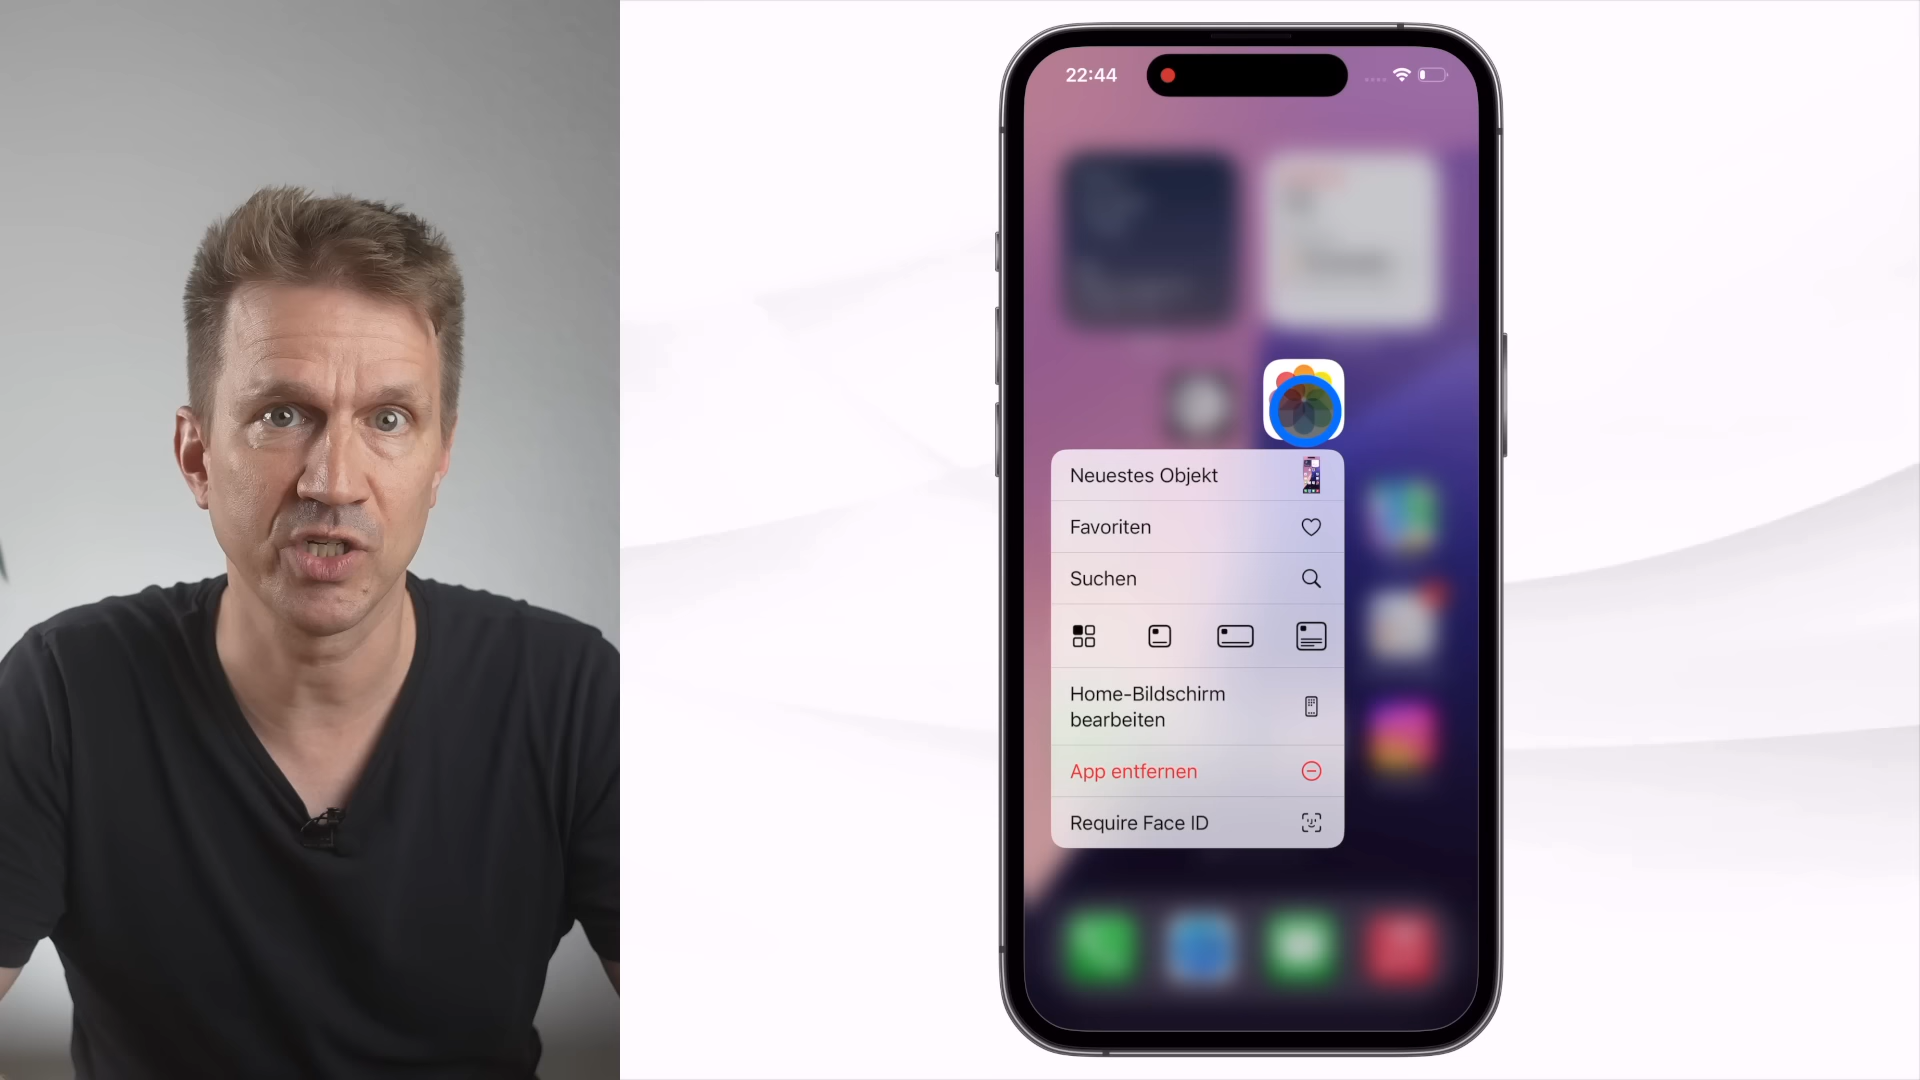 22:44
Neuestes Objekt
Favoriten
Suchen
Home-Bildschirm
bearbeiten
App entfernen
Require Face ID